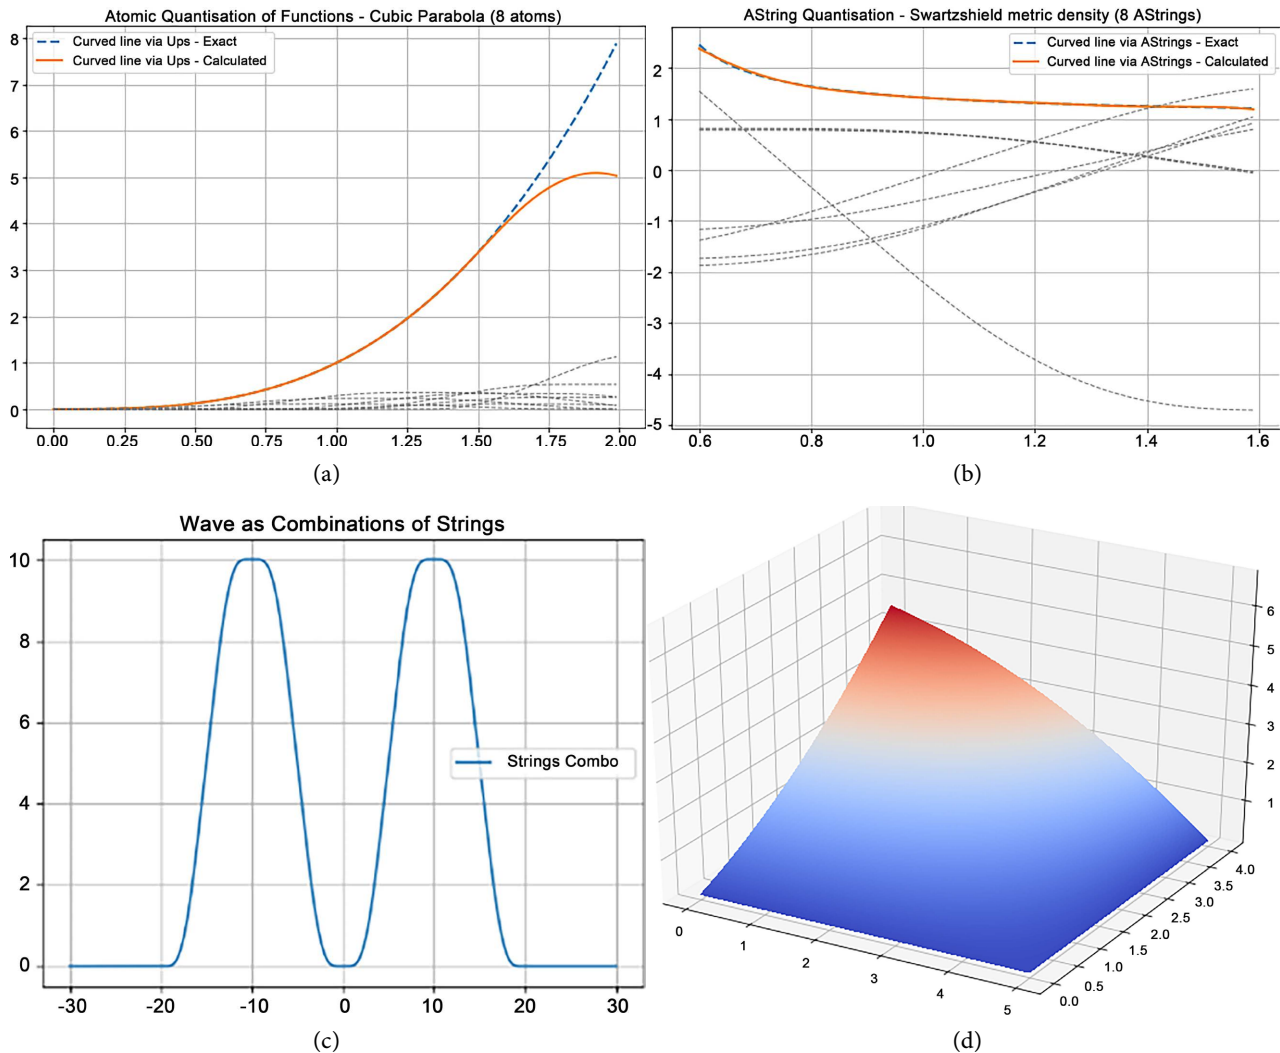 Atomic Quantisation of Functions - Cubic Parabola (8 atoms)
8
7
6
5
4
3
2
1
0
Curved line via Ups - Exact
Curved line via Ups - Calculated
0.00 0.25 0.50 0.75 1.00 1.25 1.50 1.75 2.00
(a)
AString Quantisation - Swartzshield metric density (8 AStrings)
Curved line via AStrings - Exact
Curved line via AStrings - Calculated
2
1
0
-1
-2
-3
-4
-5
0.6 0.8 1.0 1.2 1.4 1.6
(b)
Wave as Combinations of Strings
10
8
6
4
2
0
Strings Combo
-30 -20 -10 0 10 20 30
(c)
6
5
4
3
2
1
0 1 2 3 4 5
0.0 0.5 1.0 1.5 2.0 2.5 3.0 3.5 4.0
(d)